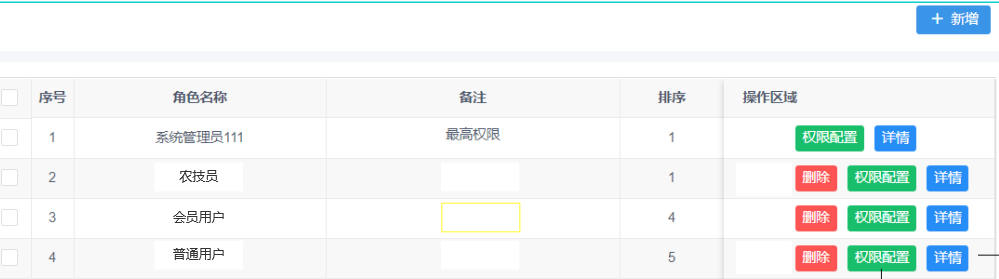 + 新增
序号 角色名称 备注 排序 操作区域
1 系统管理员111 最高权限 1 权限配置 详情
2 农技员 1 删除 权限配置 详情
3 会员用户 4 删除 权限配置 详情
4 普通用户 5 删除 权限配置 详情